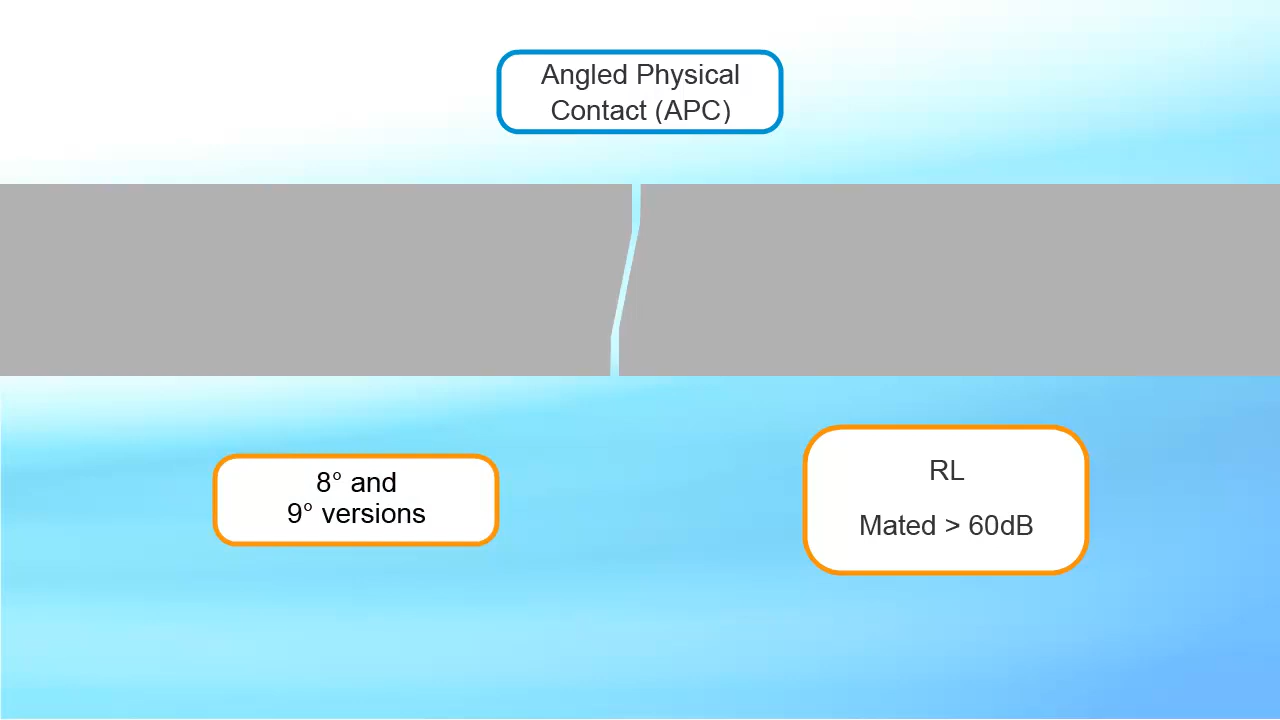 Angled Physical
Contact (APC)
8° and
9° versions
RL
Mated > 60dB